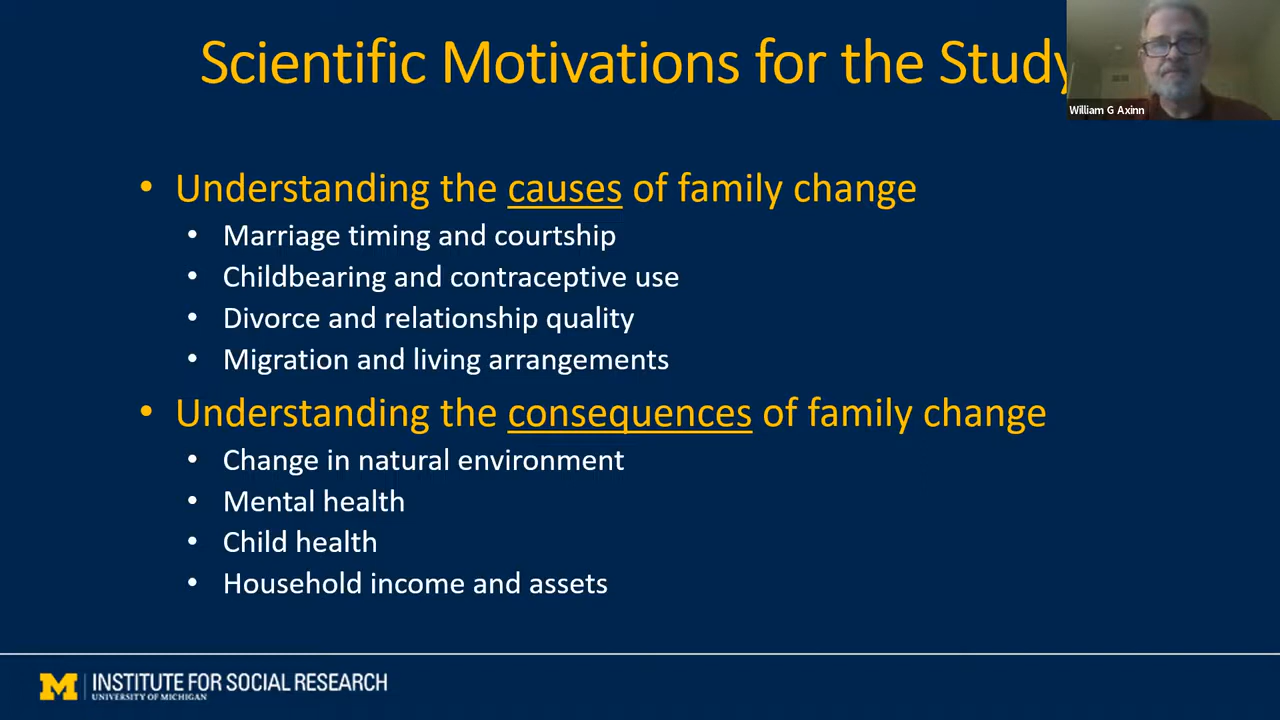 Scientific Motivations for the Study
William G Axinn
• Understanding the causes of family change
• Marriage timing and courtship
• Childbearing and contraceptive use
• Divorce and relationship quality
• Migration and living arrangements
• Understanding the consequences of family change
• Change in natural environment
• Mental health
• Child health
• Household income and assets
M INSTITUTE FOR SOCIAL RESEARCH
UNIVERSITY OF MICHIGAN